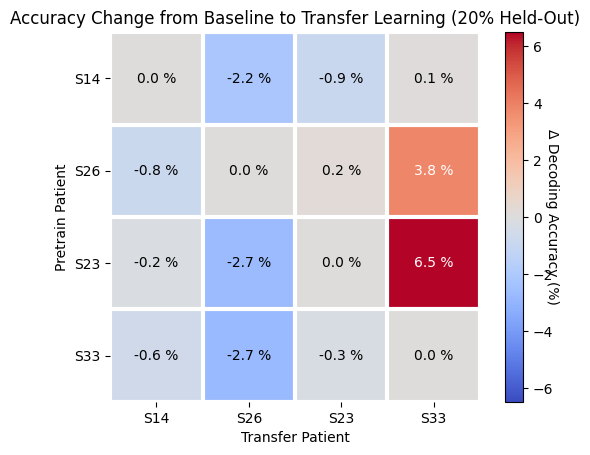 Accuracy Change from Baseline to Transfer Learning (20% Held-Out)
S14 0.0 % -2.2 % -0.9 % 0.1 %
S26 -0.8 % 0.0 % 0.2 % 3.8 %
S23 -0.2 % -2.7 % 0.0 % 6.5 %
S33 -0.6 % -2.7 % -0.3 % 0.0 %
S14 S26 S23 S33
Transfer Patient
Pretrain Patient
6
4
2
0
−2
−4
−6
Δ Decoding Accuracy (%)